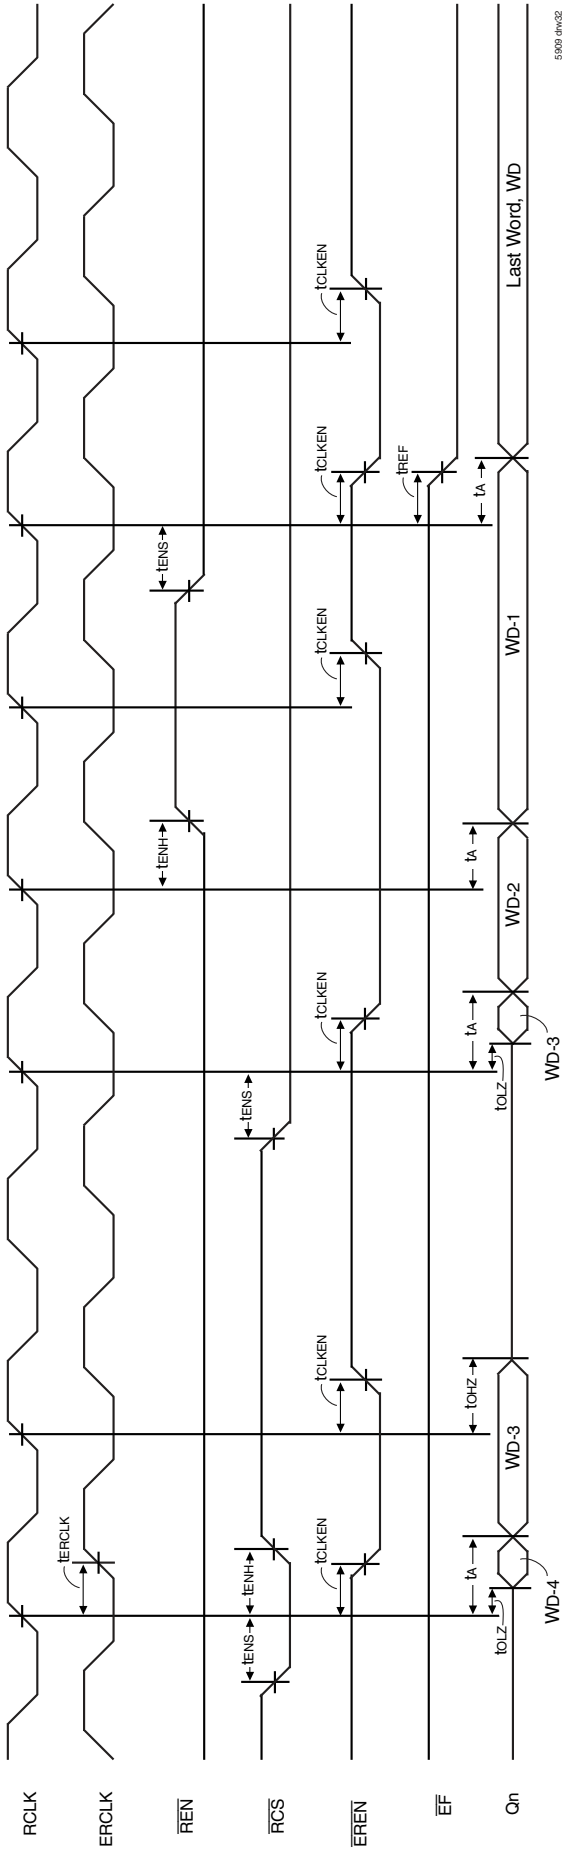 RCLK
ERCLK
tERCLK
REN
tENH
tENS
RCS
tENS
tENH
tENS
EREN
tCLKEN
tCLKEN
tCLKEN
tCLKEN
tCLKEN
tCLKEN
EF
tREF
Qn
tOLZ
tA
tOHZ
tOLZ
tA
tA
tA
WD-4
WD-3
WD-3
WD-2
WD-1
Last Word, WD
5909 drw32